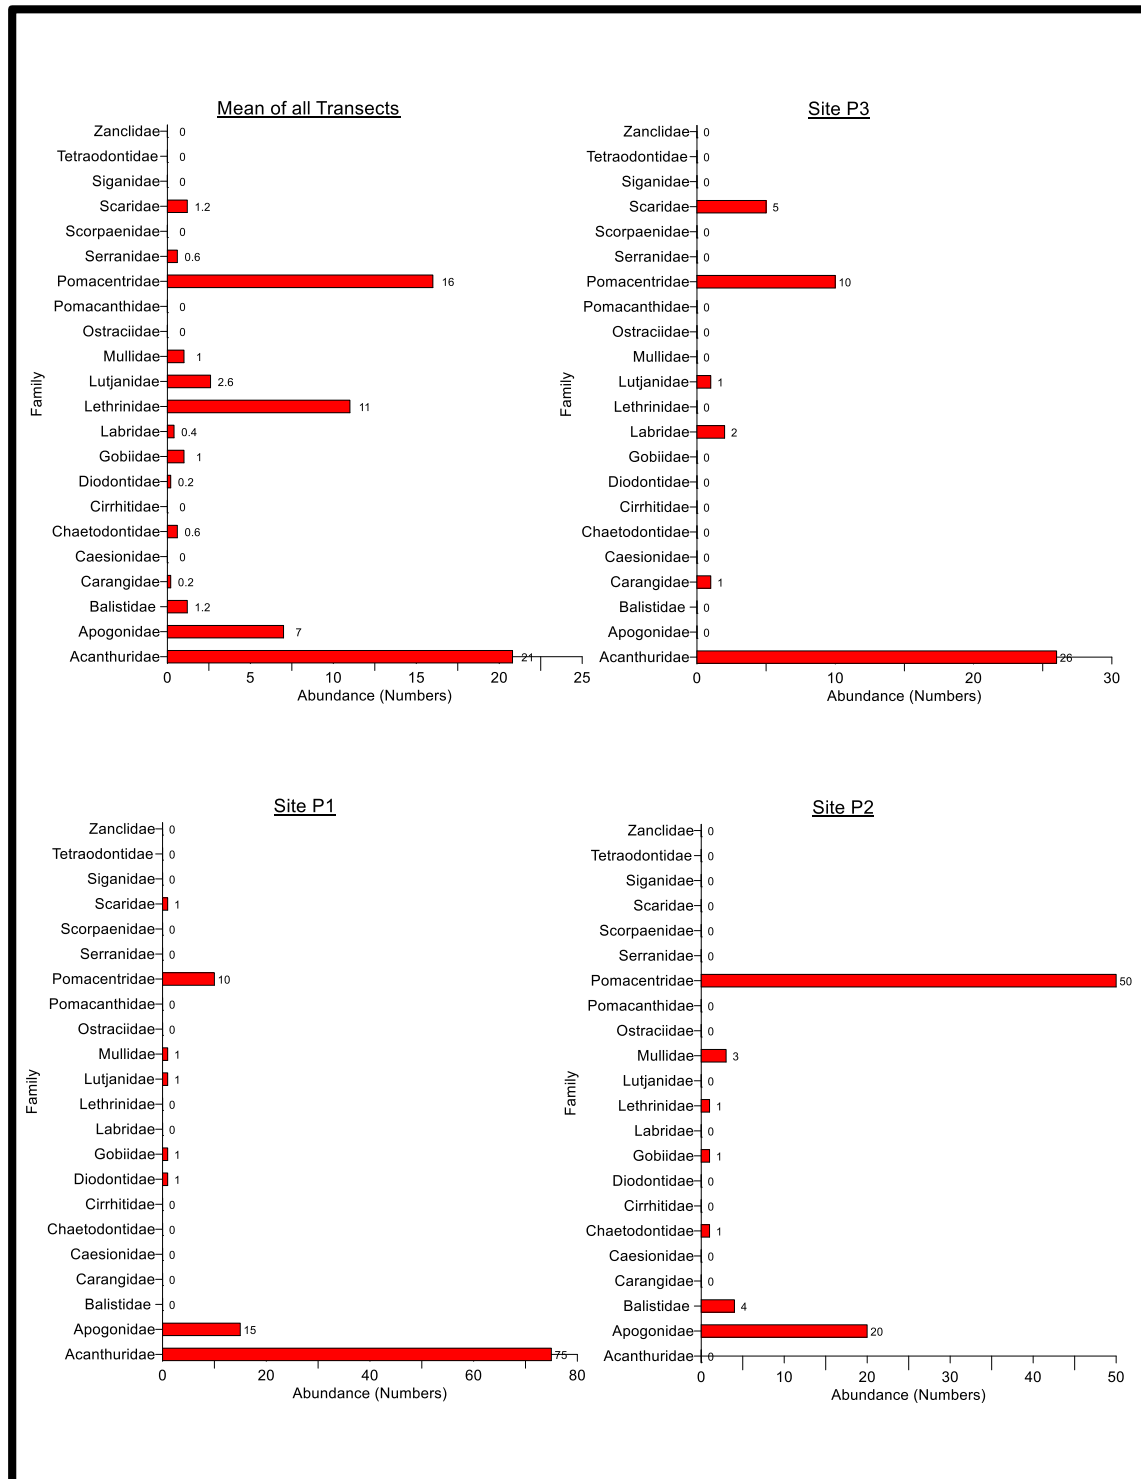 Mean of all Transects
Zanclidae 0
Tetraodontidae 0
Siganidae 0
Scaridae 1.2
Scorpaenidae 0
Serranidae 0.6
Pomacentridae 16
Pomacanthidae 0
Ostraciidae 0
Mullidae 1
Lutjanidae 2.6
Lethrinidae 11
Labridae 0.4
Gobiidae 1
Diodontidae 0.2
Cirrhitidae 0
Chaetodontidae 0.6
Caesionidae 0
Carangidae 0.2
Balistidae 1.2
Apogonidae 7
Acanthuridae 21
0 5 10 15 20 25
Abundance (Numbers)
Family
Site P3
Zanclidae 0
Tetraodontidae 0
Siganidae 0
Scaridae 5
Scorpaenidae 0
Serranidae 0
Pomacentridae 10
Pomacanthidae 0
Ostraciidae 0
Mullidae 0
Lutjanidae 1
Lethrinidae 0
Labridae 2
Gobiidae 0
Diodontidae 0
Cirrhitidae 0
Chaetodontidae 0
Caesionidae 0
Carangidae 1
Balistidae 0
Apogonidae 0
Acanthuridae 26
0 10 20 30
Abundance (Numbers)
Family
Site P1
Zanclidae 0
Tetraodontidae 0
Siganidae 0
Scaridae 1
Scorpaenidae 0
Serranidae 0
Pomacentridae 10
Pomacanthidae 0
Ostraciidae 0
Mullidae 1
Lutjanidae 1
Lethrinidae 0
Labridae 0
Gobiidae 1
Diodontidae 1
Cirrhitidae 0
Chaetodontidae 0
Caesionidae 0
Carangidae 0
Balistidae 0
Apogonidae 15
Acanthuridae 75
0 20 40 60 80
Abundance (Numbers)
Family
Site P2
Zanclidae 0
Tetraodontidae 0
Siganidae 0
Scaridae 0
Scorpaenidae 0
Serranidae 0
Pomacentridae 50
Pomacanthidae 0
Ostraciidae 0
Mullidae 3
Lutjanidae 0
Lethrinidae 1
Labridae 0
Gobiidae 1
Diodontidae 0
Cirrhitidae 0
Chaetodontidae 1
Caesionidae 0
Carangidae 0
Balistidae 4
Apogonidae 20
Acanthuridae 0
0 10 20 30 40 50
Abundance (Numbers)
Family